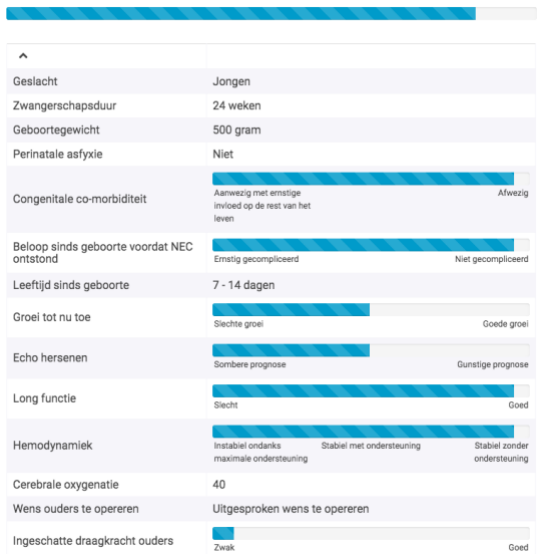 Geslacht Jongen
Zwangerschapsduur 24 weken
Geboortegewicht 500 gram
Perinatale asfyxie Niet
Congenitale co-morbiditeit
Aanwezig met ernstige
invloed op de rest van het
leven
Afwezig
Beloop sinds geboorte voordat NEC
ontstond
Ernstig gecompliceerd Niet gecompliceerd
Leeftijd sinds geboorte 7 - 14 dagen
Groei tot nu toe
Slechte groei Goede groei
Echo hersenen
Sombere prognose Gunstige prognose
Long functie
Slecht Goed
Hemodynamiek
Instabiel ondanks
maximale ondersteuning
Stabiel met ondersteuning
Stabiel zonder
ondersteuning
Cerebrale oxygenatie 40
Wens ouders te opereren Uitgesproken wens te opereren
Ingeschatte draagkracht ouders
Zwak Goed